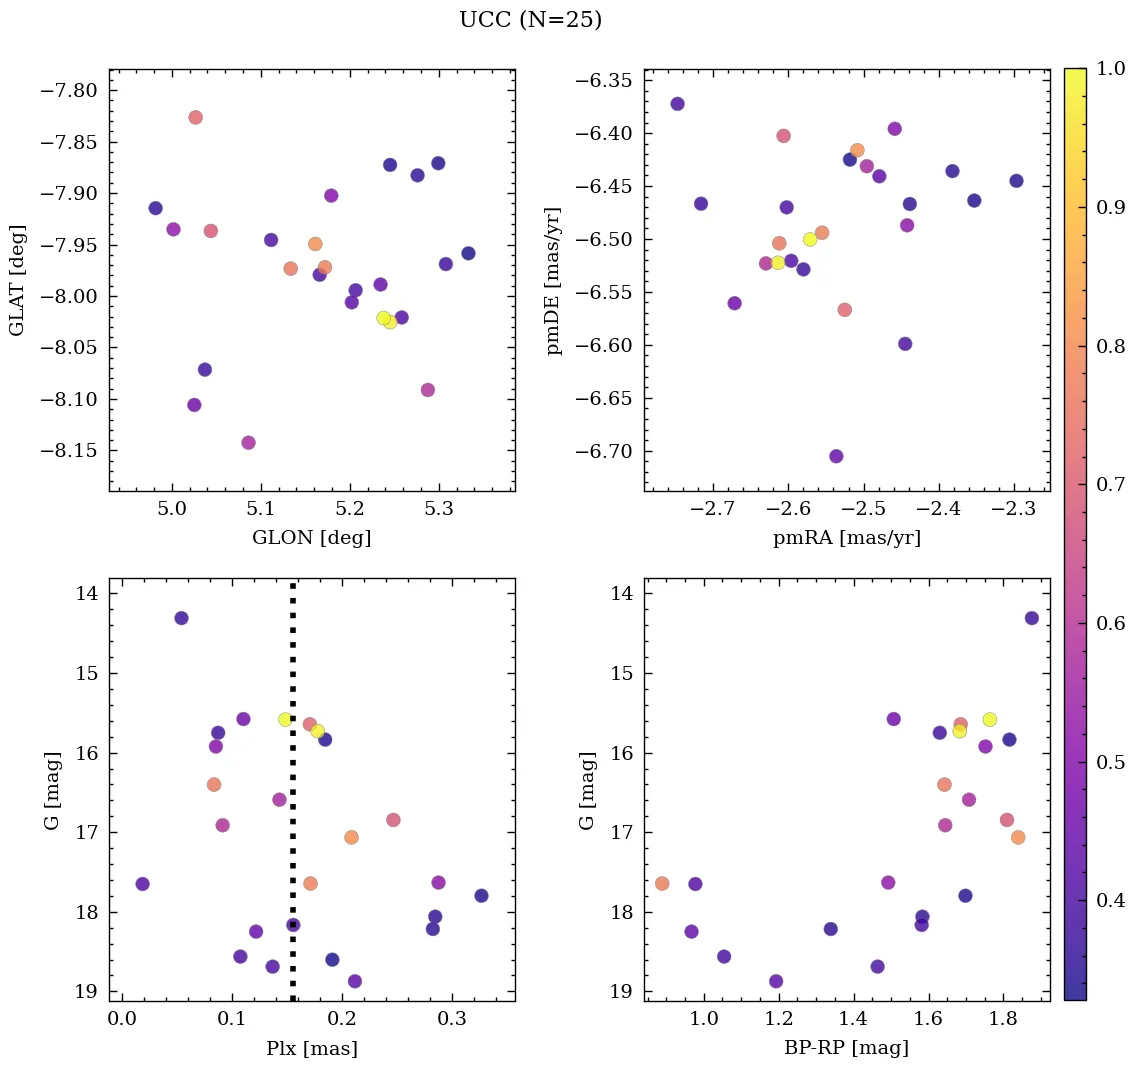 UCC (N=25)
−7.80
−7.85
−7.90
−7.95
−8.00
−8.05
−8.10
−8.15
GLAT [deg]
5.0 5.1 5.2 5.3
GLON [deg]
−6.35
−6.40
−6.45
−6.50
−6.55
−6.60
−6.65
−6.70
pmDE [mas/yr]
−2.7 −2.6 −2.5 −2.4 −2.3
pmRA [mas/yr]
14
15
16
17
18
19
G [mag]
0.0 0.1 0.2 0.3
Plx [mas]
14
15
16
17
18
19
G [mag]
1.0 1.2 1.4 1.6 1.8
BP-RP [mag]
1.0
0.9
0.8
0.7
0.6
0.5
0.4